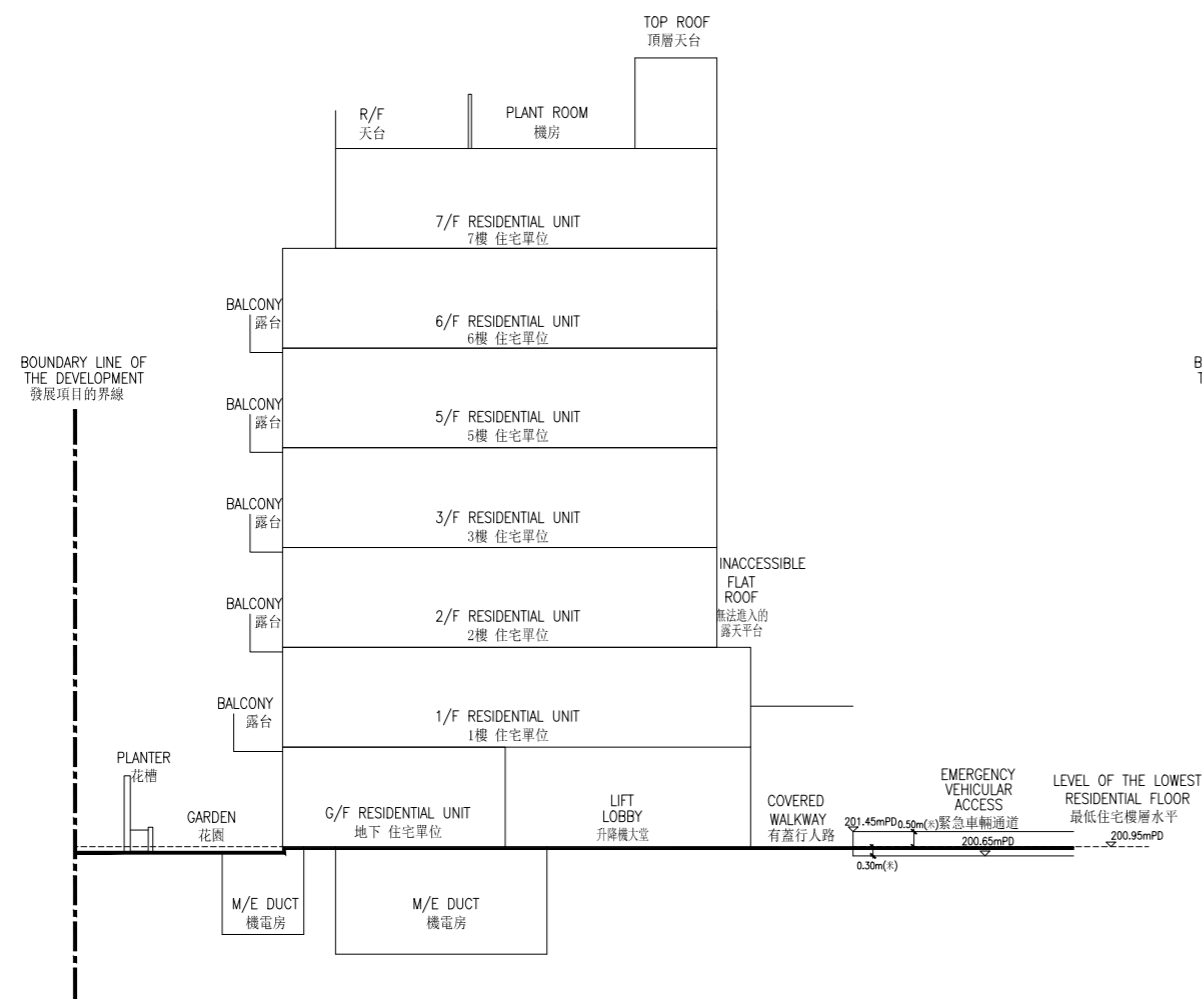 TOP ROOF
頂層天台
R/F
天台
PLANT ROOM
機房
7/F RESIDENTIAL UNIT
7樓 住宅單位
BALCONY
露台
6/F RESIDENTIAL UNIT
6樓 住宅單位
BOUNDARY LINE OF
THE DEVELOPMENT
發展項目的界線
B
T
BALCONY
露台
5/F RESIDENTIAL UNIT
5樓 住宅單位
BALCONY
露台
3/F RESIDENTIAL UNIT
3樓 住宅單位
INACCESSIBLE
FLAT
ROOF
無法進入的
露天平台
BALCONY
露台
2/F RESIDENTIAL UNIT
2樓 住宅單位
BALCONY
露台
1/F RESIDENTIAL UNIT
1樓 住宅單位
PLANTER
花槽
GARDEN
花園
G/F RESIDENTIAL UNIT
地下 住宅單位
LIFT
LOBBY
升降機大堂
COVERED
WALKWAY
有蓋行人路
EMERGENCY
VEHICULAR
ACCESS
緊急車輛通道
201.45mPD
0.50m(米)
200.65mPD
0.30m(米)
LEVEL OF THE LOWEST
RESIDENTIAL FLOOR
最低住宅樓層水平
200.95mPD
M/E DUCT
機電房
M/E DUCT
機電房